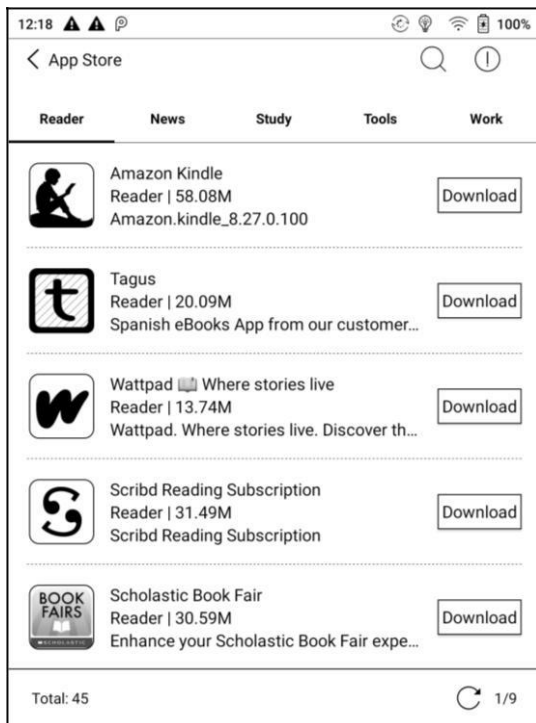 12:18 100%
App Store
Reader News Study Tools Work
Amazon Kindle
Reader | 58.08M
Amazon.kindle_8.27.0.100
Download
t
Tagus
Reader | 20.09M
Spanish eBooks App from our customer...
Download
w
Wattpad 📖 Where stories live
Reader | 13.74M
Wattpad. Where stories live. Discover th...
Download
Scribd Reading Subscription
Reader | 31.49M
Scribd Reading Subscription
Download
BOOK
FAIRS
SCHOLASTIC
Scholastic Book Fair
Reader | 30.59M
Enhance your Scholastic Book Fair expe...
Download
Total: 45 1/9